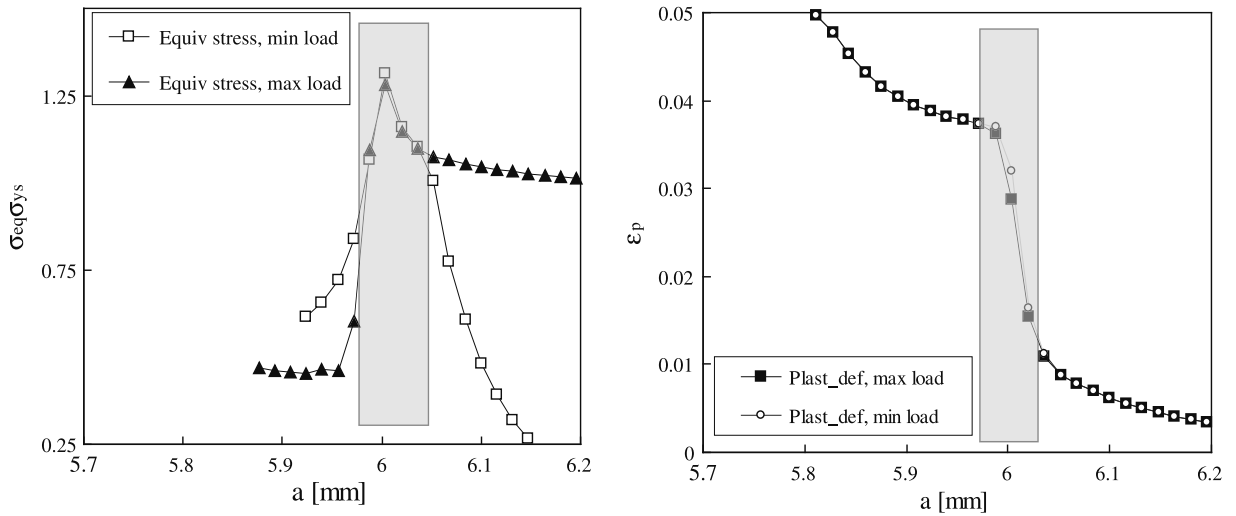 Equiv stress, min load
Equiv stress, max load
1.25
0.75
0.25
σeqσys
5.7
5.8
5.9
6
6.1
6.2
a [mm]
0.05
0.04
0.03
0.02
0.01
0
εp
Plast_def, max load
Plast_def, min load
5.7
5.8
5.9
6
6.1
6.2
a [mm]